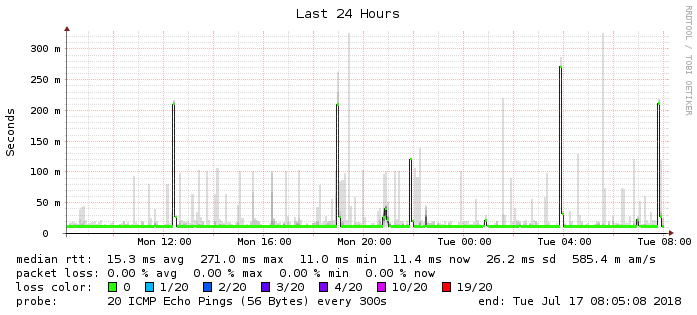 Last 24 Hours
RRDTOOL / TOBI OETIKER
Seconds
300 m
250 m
200 m
150 m
100 m
50 m
0
Mon 12:00 Mon 16:00 Mon 20:00 Tue 00:00 Tue 04:00 Tue 08:00
median rtt: 15.3 ms avg 271.0 ms max 11.0 ms min 11.4 ms now 26.2 ms sd 585.4 m am/s
packet loss: 0.00 % avg 0.00 % max 0.00 % min 0.00 % now
loss color: 0 1/20 2/20 3/20 4/20 10/20 19/20
probe: 20 ICMP Echo Pings (56 Bytes) every 300s end: Tue Jul 17 08:05:08 2018